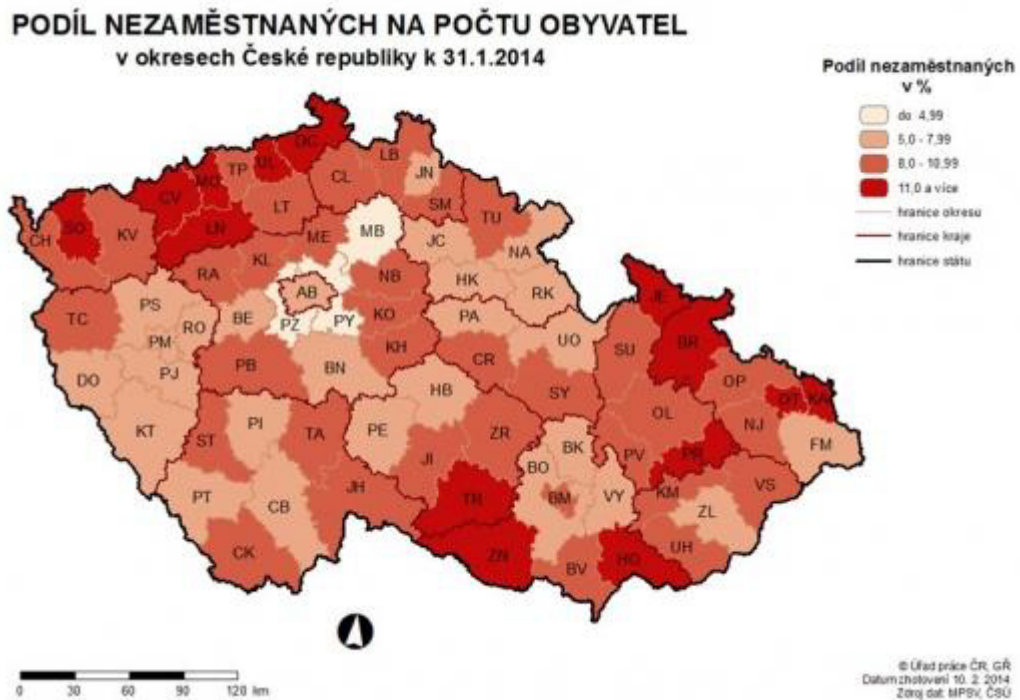 PODÍL NEZAMĚSTNANÝCH NA POČTU OBYVATEL
v okresech České republiky k 31.1.2014
Podíl nezaměstnaných
v %
do 4,99
5,0 - 7,99
8,0 - 10,99
11,0 a více
hranice okresu
hranice kraje
hranice státu
DC
LB
TP
UL
JN
MO
CL
CV
LT
SM
TU
SO
LN
ME
MB
CH
KV
JC
NA
KL
RA
NB
HK
AB
RK
JE
PS
KO
PA
TC
RO
BE
PZ
PY
BR
PM
UO
KH
SU
PB
BN
CR
DO
PJ
OP
HB
SY
OT
KA
OL
PI
NJ
KT
ST
TA
PE
ZR
BK
FM
PR
JI
BO
PV
VS
JH
TR
BM
VY
KM
PT
CB
ZL
UH
CK
ZN
HO
BV
0 30 60 90 120 km
© Úřad práce ČR, GŘ
Datum zhotovení 10. 2. 2014
Zdroj dat: MPSV, ČSÚ